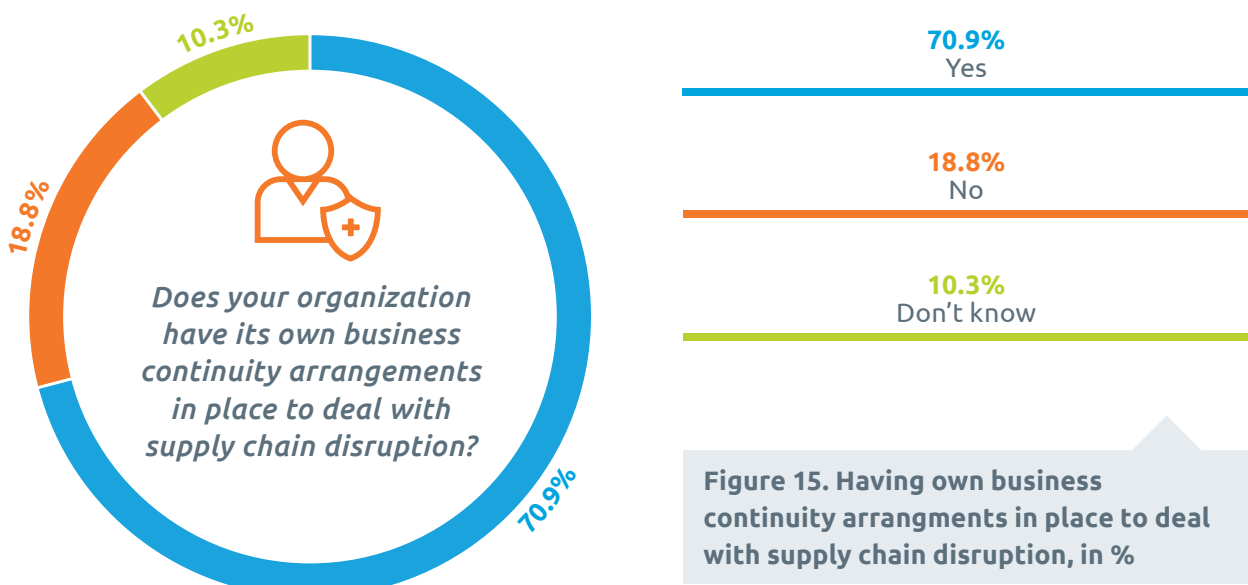 10.3%
18.8%
70.9%
Does your organization
have its own business
continuity arrangements
in place to deal with
supply chain disruption?
70.9%
Yes
18.8%
No
10.3%
Don’t know
Figure 15. Having own business
continuity arrangments in place to deal
with supply chain disruption, in %